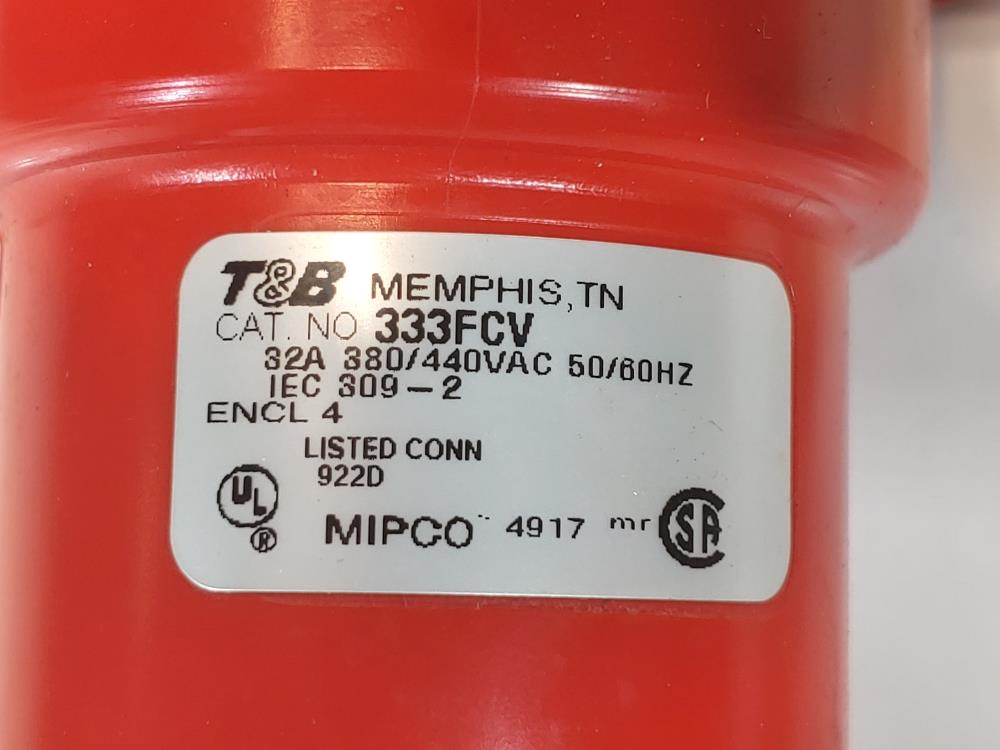 T&B MEMPHIS, TN
CAT. NO 333FCV
32A 380/440VAC 50/60HZ
IEC 309-2
ENCL 4
LISTED CONN
922D
UL
®
MIPCO 4917 mr SA